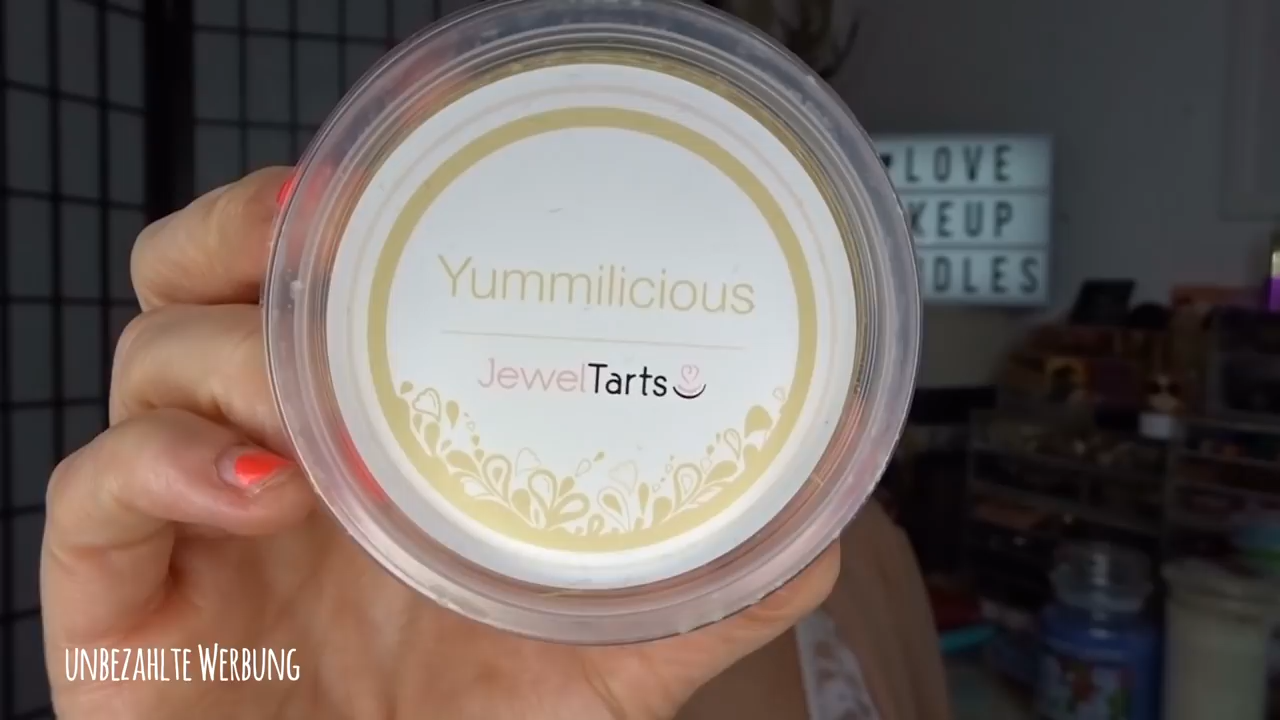 LOVE
KEUP
DLES
Yummilicious
JewelTarts
UNBEZAHLTE WERBUNG